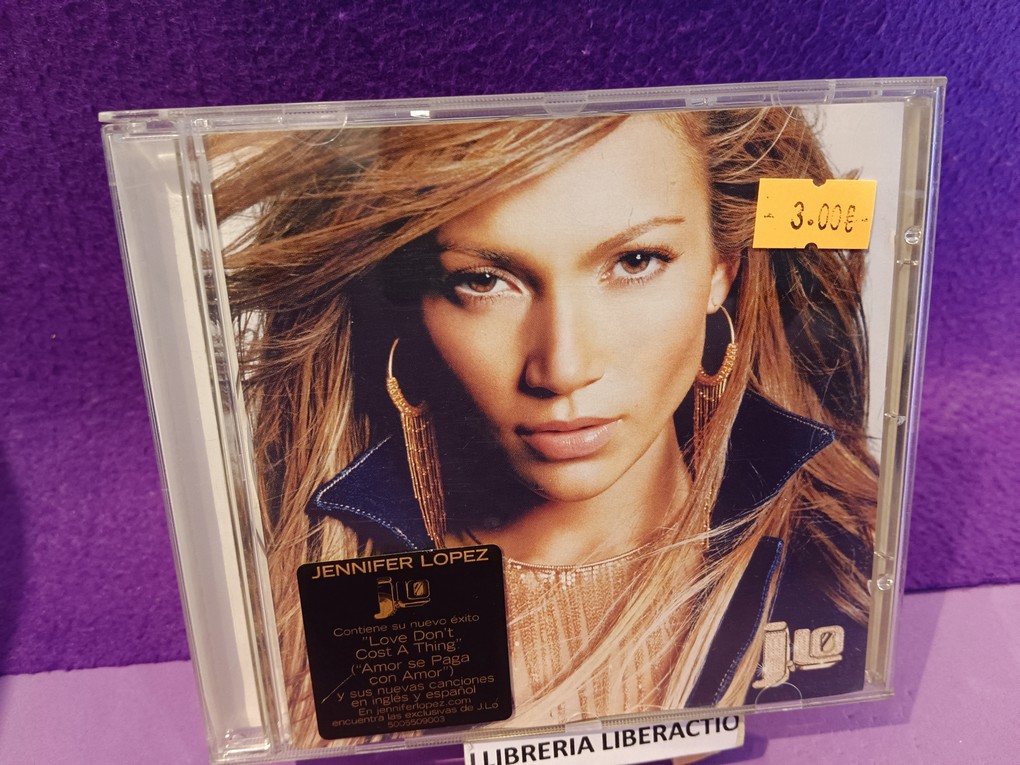 3.00€
JENNIFER LOPEZ
J.LO
Contiene su nuevo éxito
"Love Don't
Cost A Thing"
("Amor se Paga
con Amor")
y sus nuevas canciones
en inglés y español
En jenniferlopez.com
encuentra las exclusivas de J.Lo
5005509003
J.LO
LLIBRERIA LIBERACTIO